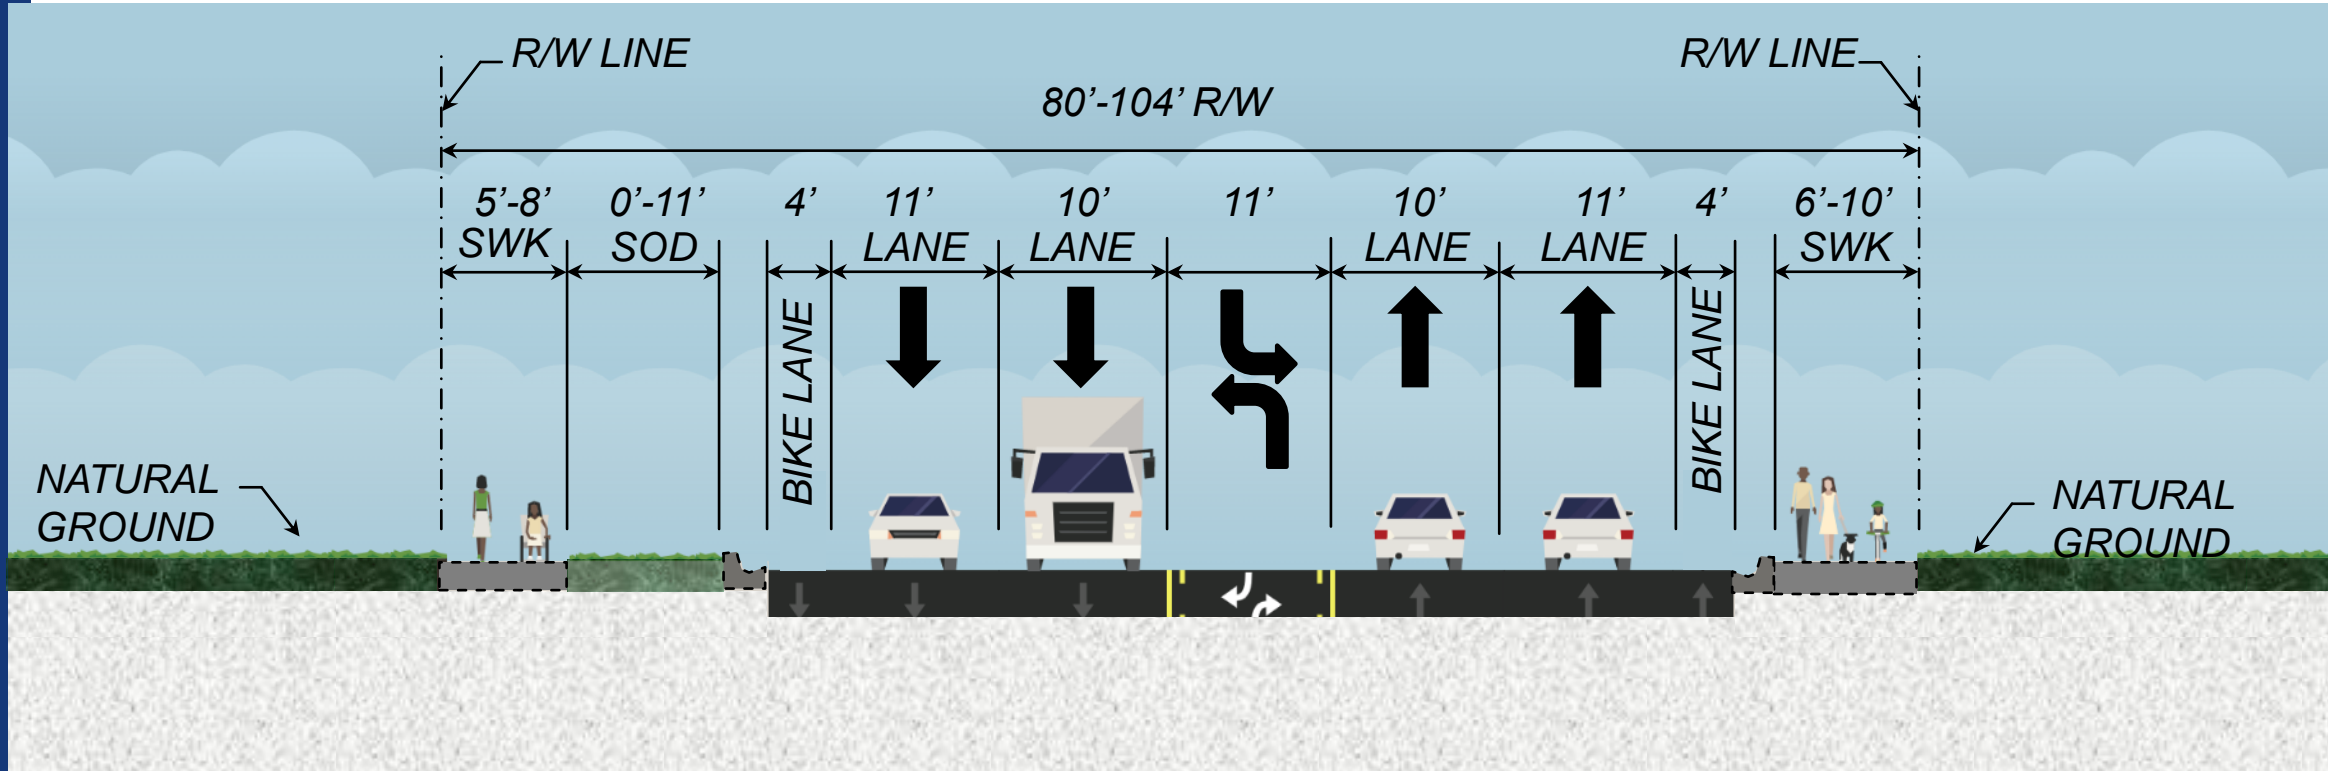 R/W LINE
R/W LINE
80’-104’ R/W
5’-8’
SWK
0’-11’
SOD
4’
BIKE LANE
11’
LANE
10’
LANE
11’
10’
LANE
11’
LANE
4’
BIKE LANE
6’-10’
SWK
NATURAL
GROUND
NATURAL
GROUND